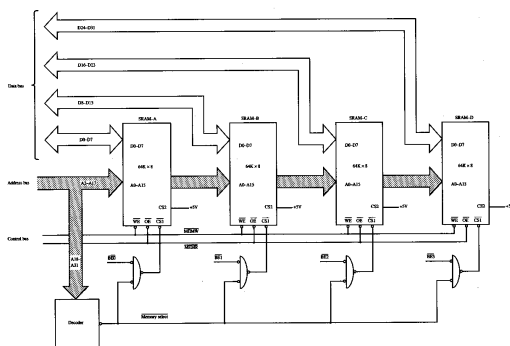 D24–D31
D16–D23
Data bus
D8–D15
SRAM-A
SRAM-B
SRAM-C
SRAM-D
D0–D7
D0–D7
D0–D7
D0–D7
D0–D7
64K × 8
64K × 8
64K × 8
64K × 8
Address bus
A2–A17
A0–A15
A0–A15
A0–A15
A0–A15
CS2
+5V
CS2
+5V
CS2
+5V
CS2
WE OE CS1
WE OE CS1
WE OE CS1
WE OE CS1
Control bus
MEMW
MEMR
A18–
A31
BE0
BE1
BE2
BE3
Decoder
Memory select